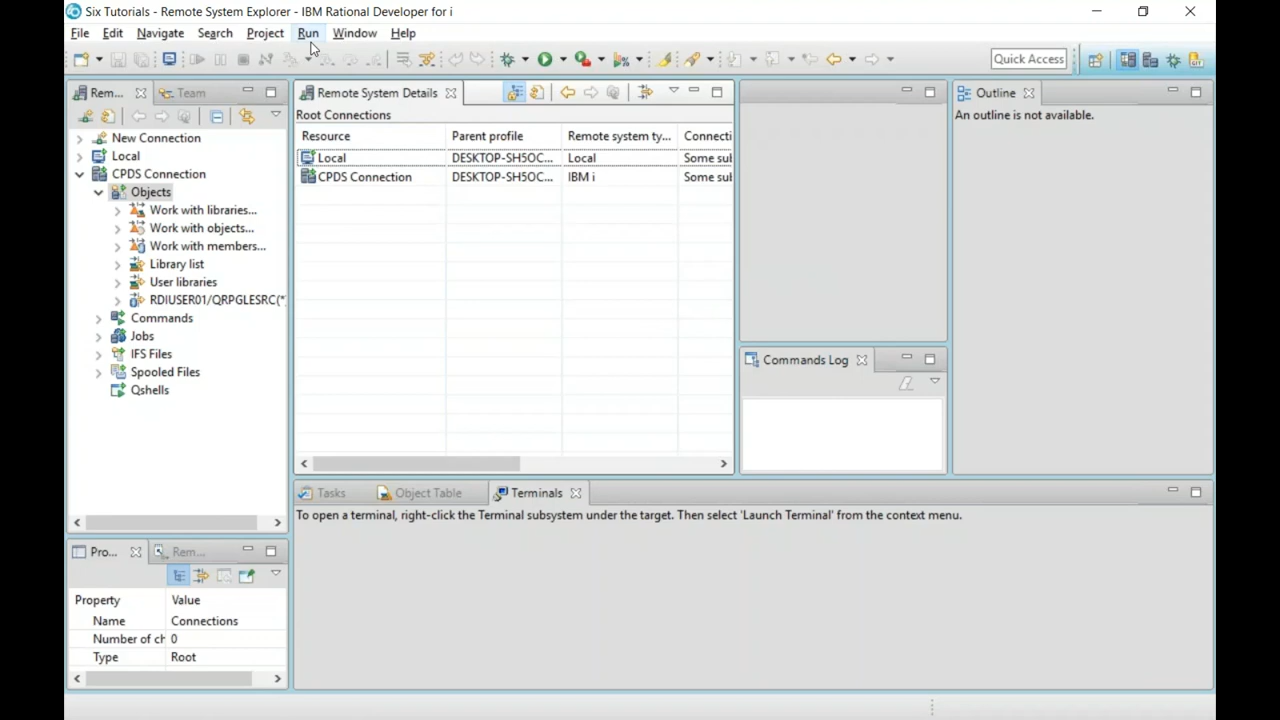 Six Tutorials - Remote System Explorer - IBM Rational Developer for i
File Edit Navigate Search Project Run Window Help
Quick Access
Rem... Team
New Connection
Local
CPDS Connection
Objects
Work with libraries...
Work with objects...
Work with members...
Library list
User libraries
RDIUSER01/QRPGLESRC(*
Commands
Jobs
IFS Files
Spooled Files
Qshells
Remote System Details
Root Connections
Resource Parent profile Remote system ty... Connecti
Local DESKTOP-SH5OC... Local Some sul
CPDS Connection DESKTOP-SH5OC... IBM i Some sul
Commands Log
Outline
An outline is not available.
Pro... Rem...
Property Value
Name Connections
Number of ch 0
Type Root
Tasks Object Table Terminals
To open a terminal, right-click the Terminal subsystem under the target. Then select 'Launch Terminal' from the context menu.